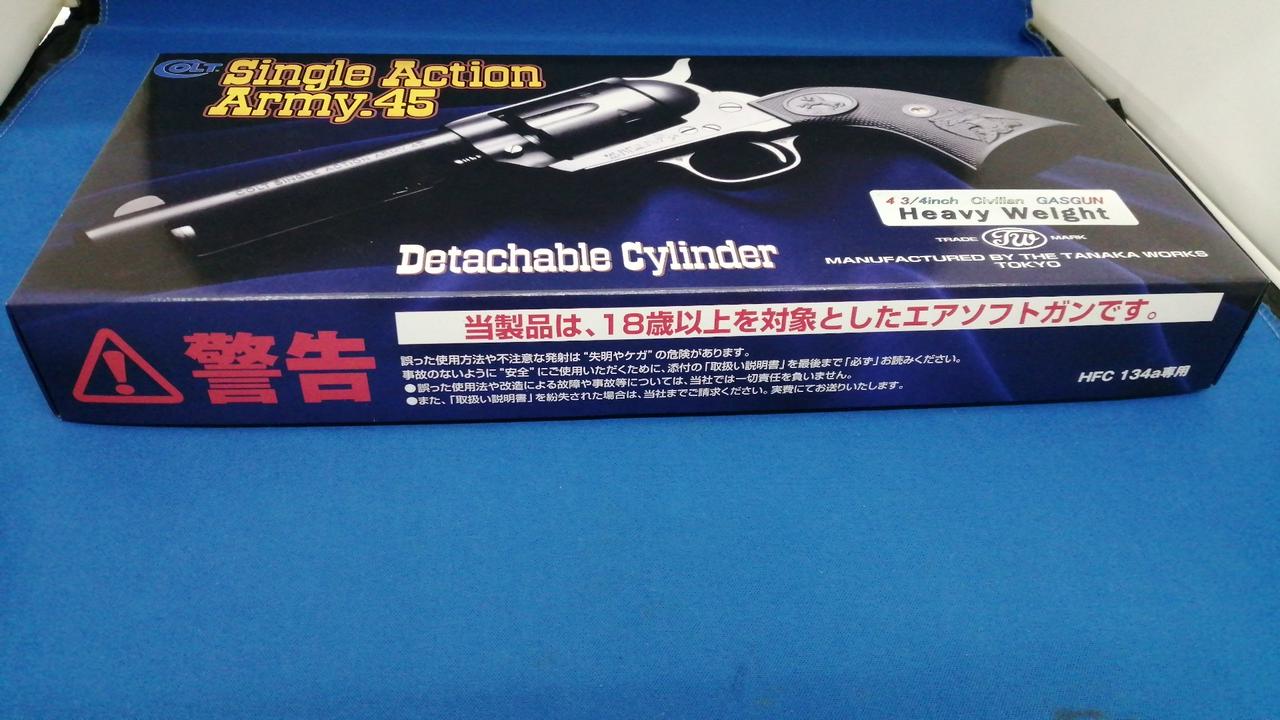 COLT
Single Action
Army.45
COLT SINGLE ACTION ARMY 45
4 3/4inch Civilian GASGUN
Heavy Weight
TRADE TW MARK
Detachable Cylinder
MANUFACTURED BY THE TANAKA WORKS
TOKYO
警告
当製品は、18歳以上を対象としたエアソフトガンです。
誤った使用方法や不注意な発射は“失明やケガ”の危険があります。
事故のないように“安全”にご使用いただくために、添付の「取扱い説明書」を最後まで「必ず」お読みください。
●誤った使用法や改造による故障や事故等については、当社では一切責任を負いません。
●また、「取扱い説明書」を紛失された場合は、当社までご請求ください。実費にてお送りいたします。
HFC 134a専用